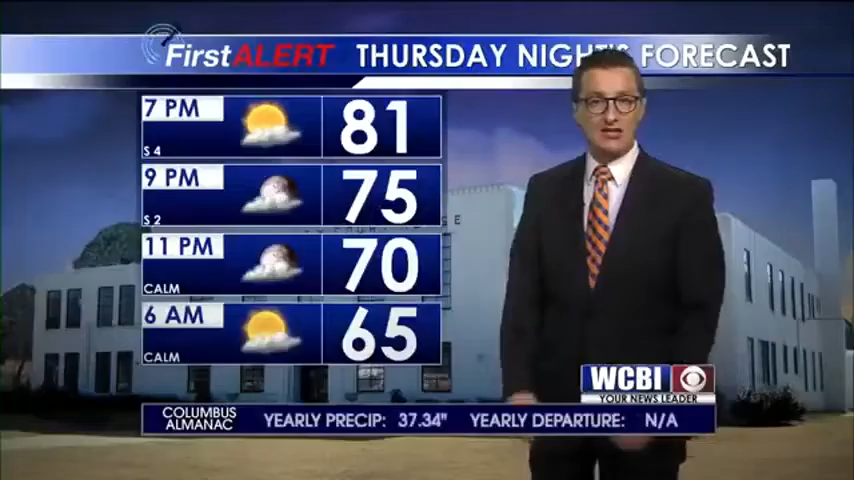 FirstALERT THURSDAY NIGHT'S FORECAST
7 PM
S 4
81
9 PM
S 2
75
11 PM
CALM
70
6 AM
CALM
65
WCBI
YOUR NEWS LEADER
COLUMBUS
ALMANAC
YEARLY PRECIP: 37.34" YEARLY DEPARTURE: N/A